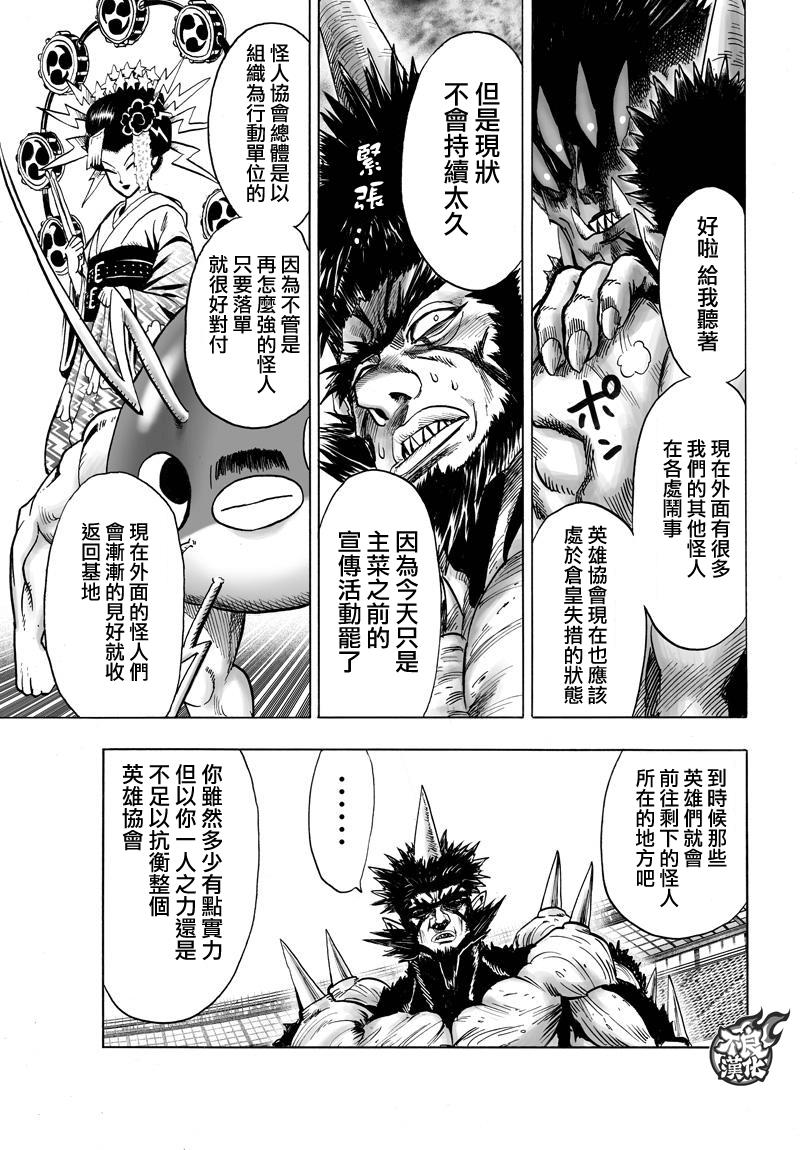 好啦 給我聽著
現在外面有很多
我們的其他怪人
在各處鬧事
英雄協會現在也應該
處於倉皇失措的狀態
ポン
但是現狀
不會持續太久
緊張‥
因為今天只是
主菜之前的
宣傳活動罷了
怪人協會總體是以
組織為行動單位的
因為不管是
再怎麼強的怪人
只要落單
就很好對付
現在外面的怪人們
會漸漸的見好就收
返回基地
到時候那些
英雄們就會
前往剩下的怪人
所在的地方吧
‥‥‥
你雖然多少有點實力
但以你一人之力還是
不足以抗衡整個
英雄協會
不良
漢化